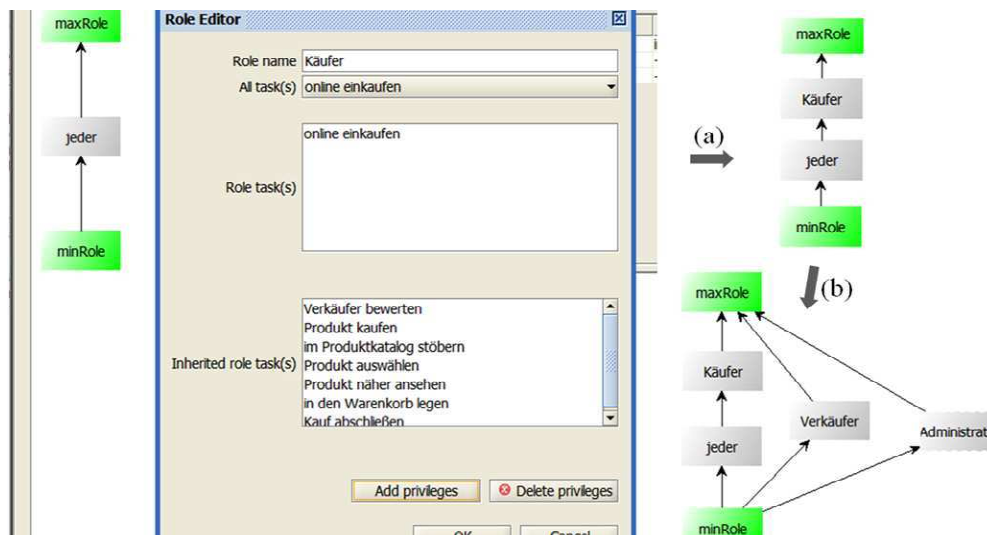 maxRole
jeder
minRole
Role Editor
Role name Käufer
All task(s) online einkaufen
Role task(s)
online einkaufen
Inherited role task(s)
Verkäufer bewerten
Produkt kaufen
im Produktkatalog stöbern
Produkt auswählen
Produkt näher ansehen
in den Warenkorb legen
Kauf abschließen
Add privileges
Delete privileges
OK
Cancel
(a)
maxRole
Käufer
jeder
minRole
(b)
maxRole
Käufer
jeder
minRole
Verkäufer
Administrat